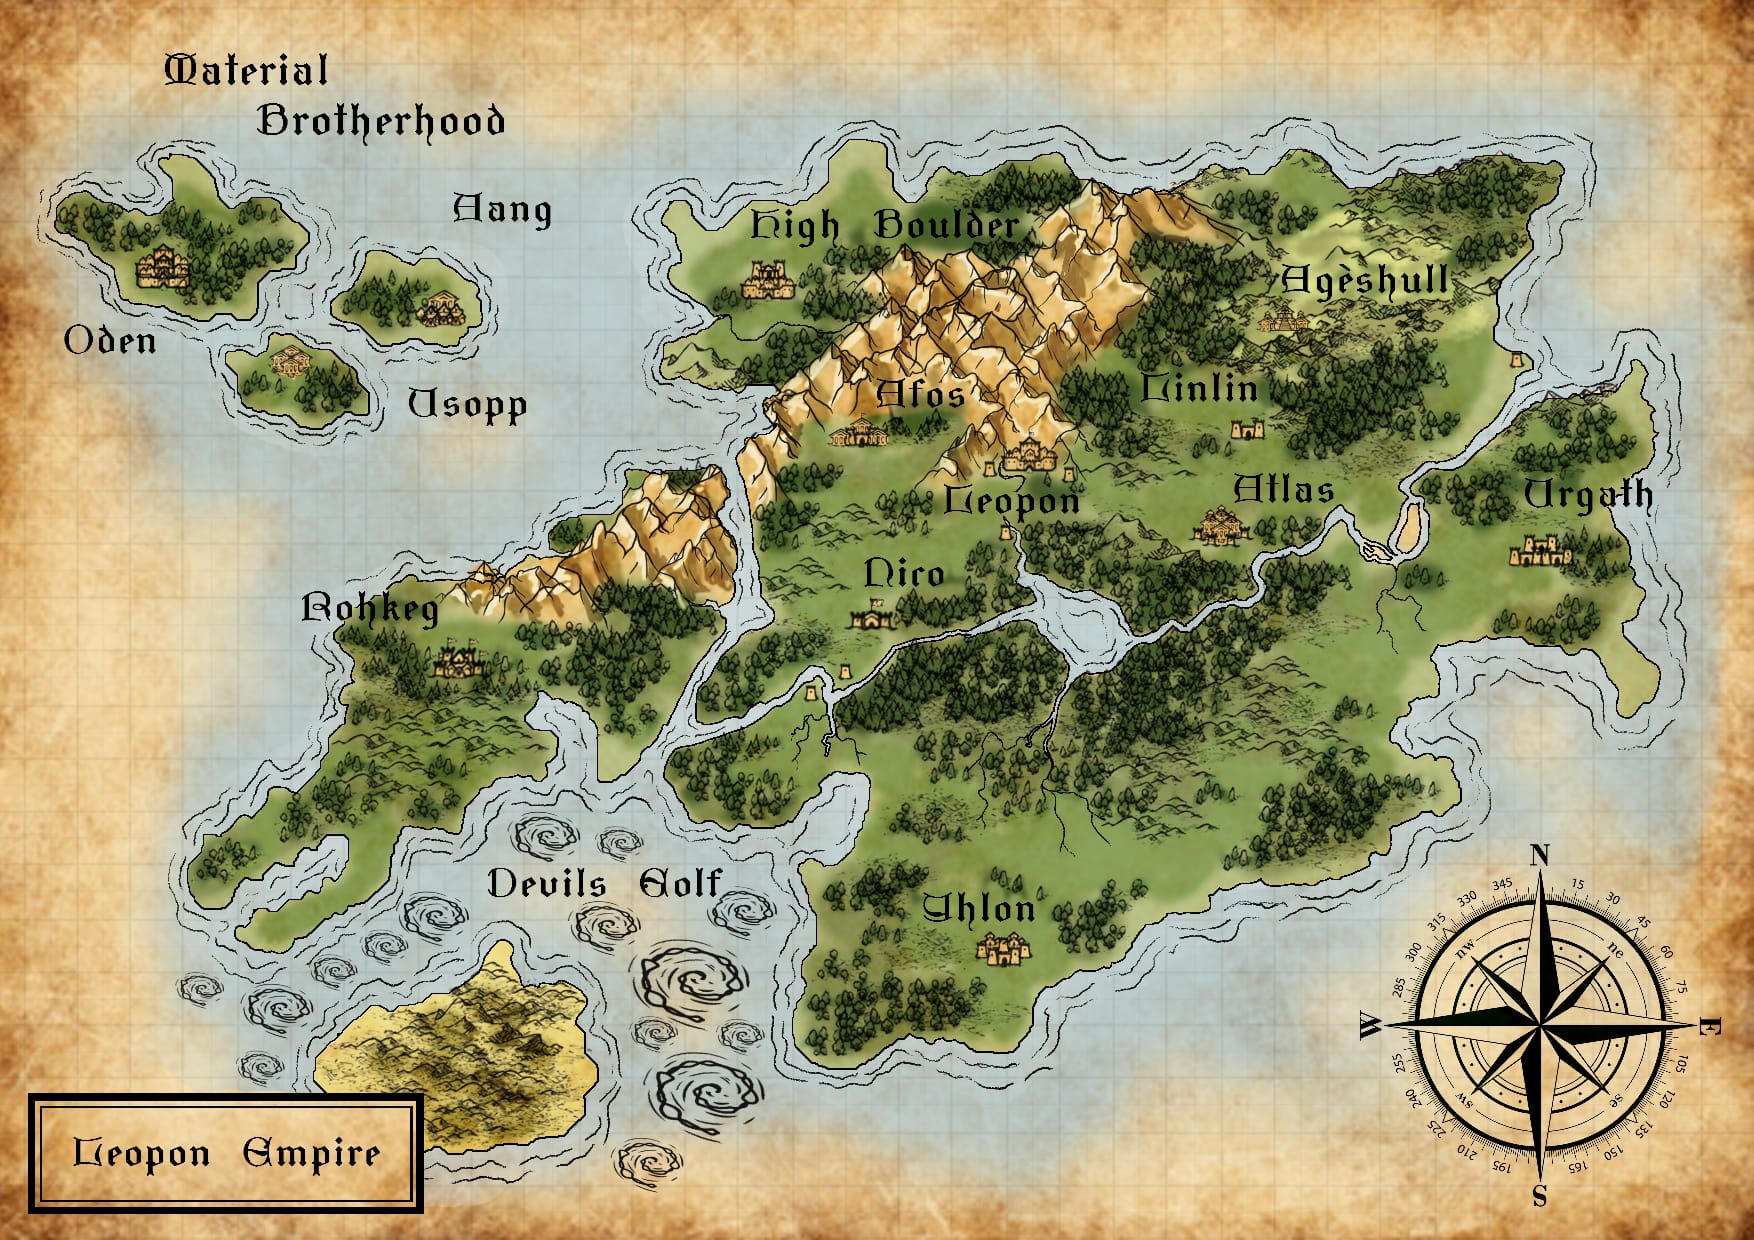 Material
Brotherhood
Aang
High Boulder
Agèshull
Oden
Usopp
Afos
Linlin
Leopon
Atlas
Urgath
Nico
Rohkeg
Devils Golf
Uhlon
Leopon Empire
N
345
15
330
30
315
45
300
60
285
75
nw
ne
W
E
255
105
240
120
225
135
210
150
195
165
sw
se
S